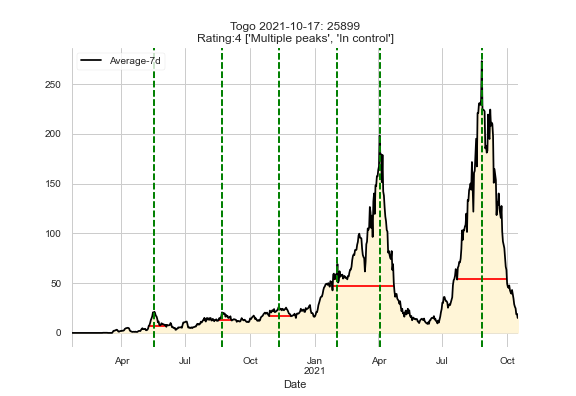 Togo 2021-10-17: 25899
Rating:4 ['Multiple peaks', 'In control']
Average-7d
250
200
150
100
50
0
Apr Jul Oct Jan Apr Jul Oct
2021
Date